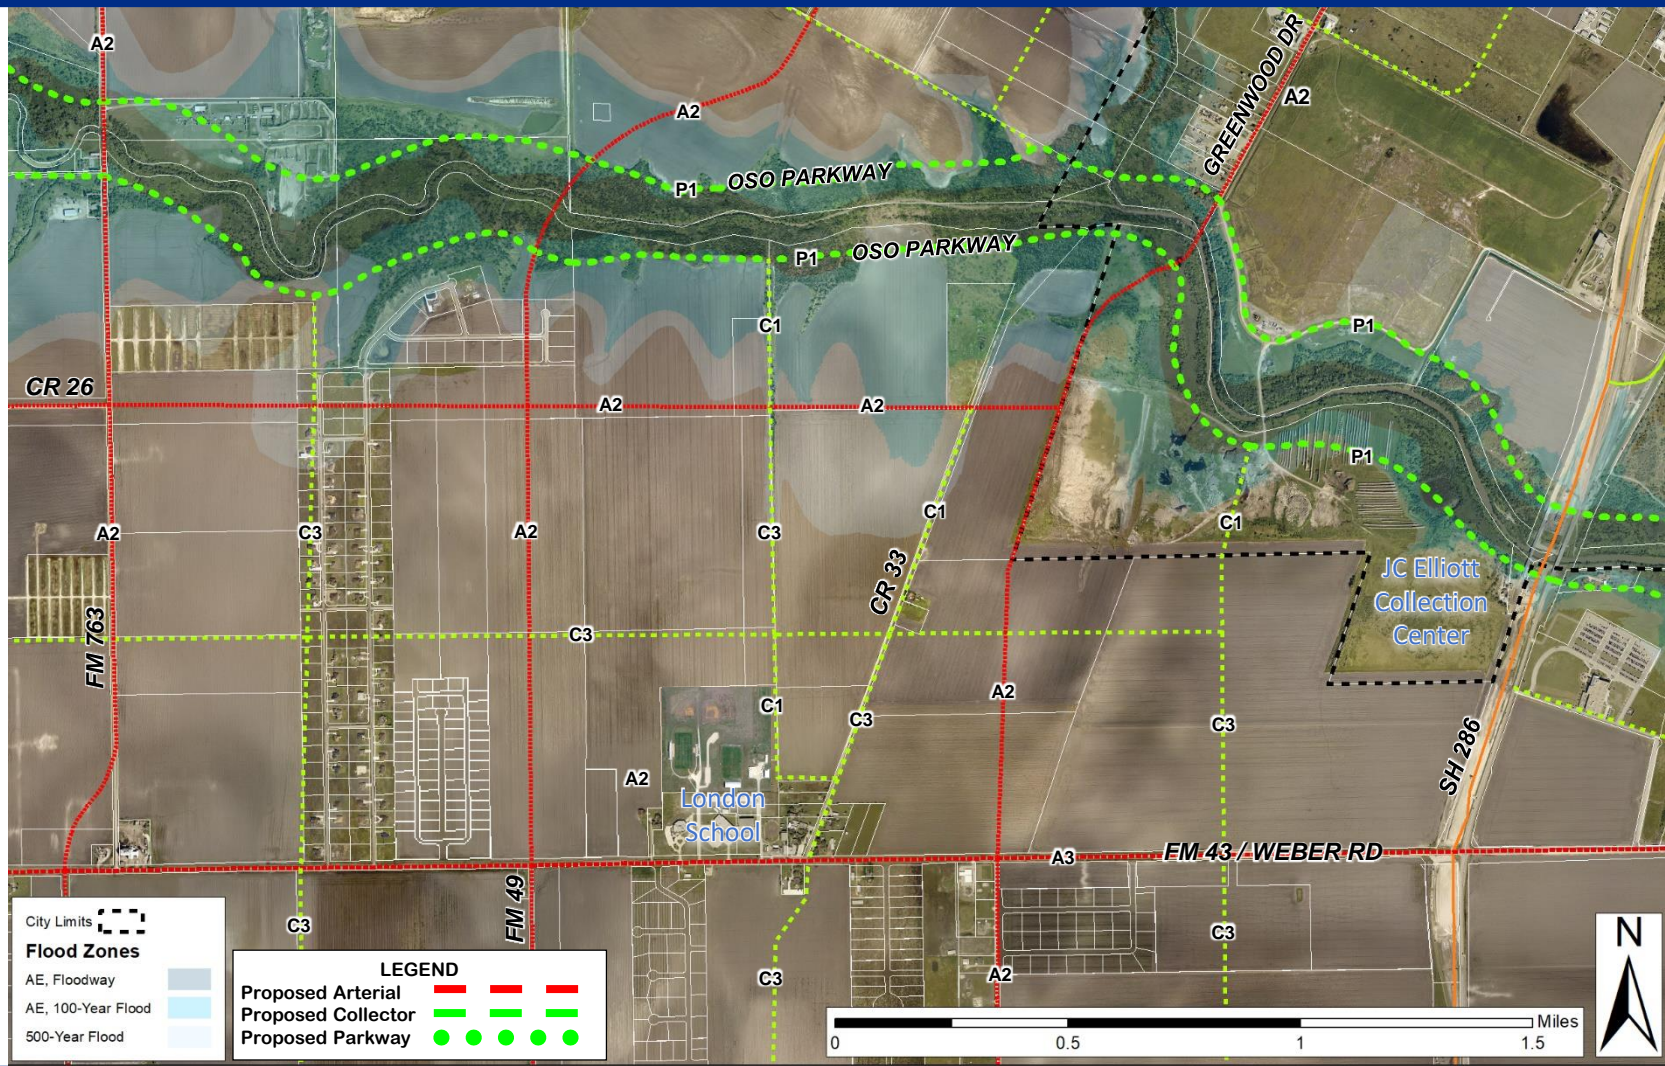 A2
A2
GREENWOOD DR
A2
P1
OSO PARKWAY
P1
OSO PARKWAY
C1
P1
CR 26
A2
A2
P1
A2
C3
A2
C3
C1
C1
CR 33
JC Elliott
Collection
Center
FM 763
C3
A2
C1
C3
C3
SH 286
A2
London
School
A3
FM 43 / WEBER RD
FM 49
C3
C3
C3
A2
City Limits
Flood Zones
AE, Floodway
AE, 100-Year Flood
500-Year Flood
LEGEND
Proposed Arterial
Proposed Collector
Proposed Parkway
N
Miles
0
0.5
1
1.5